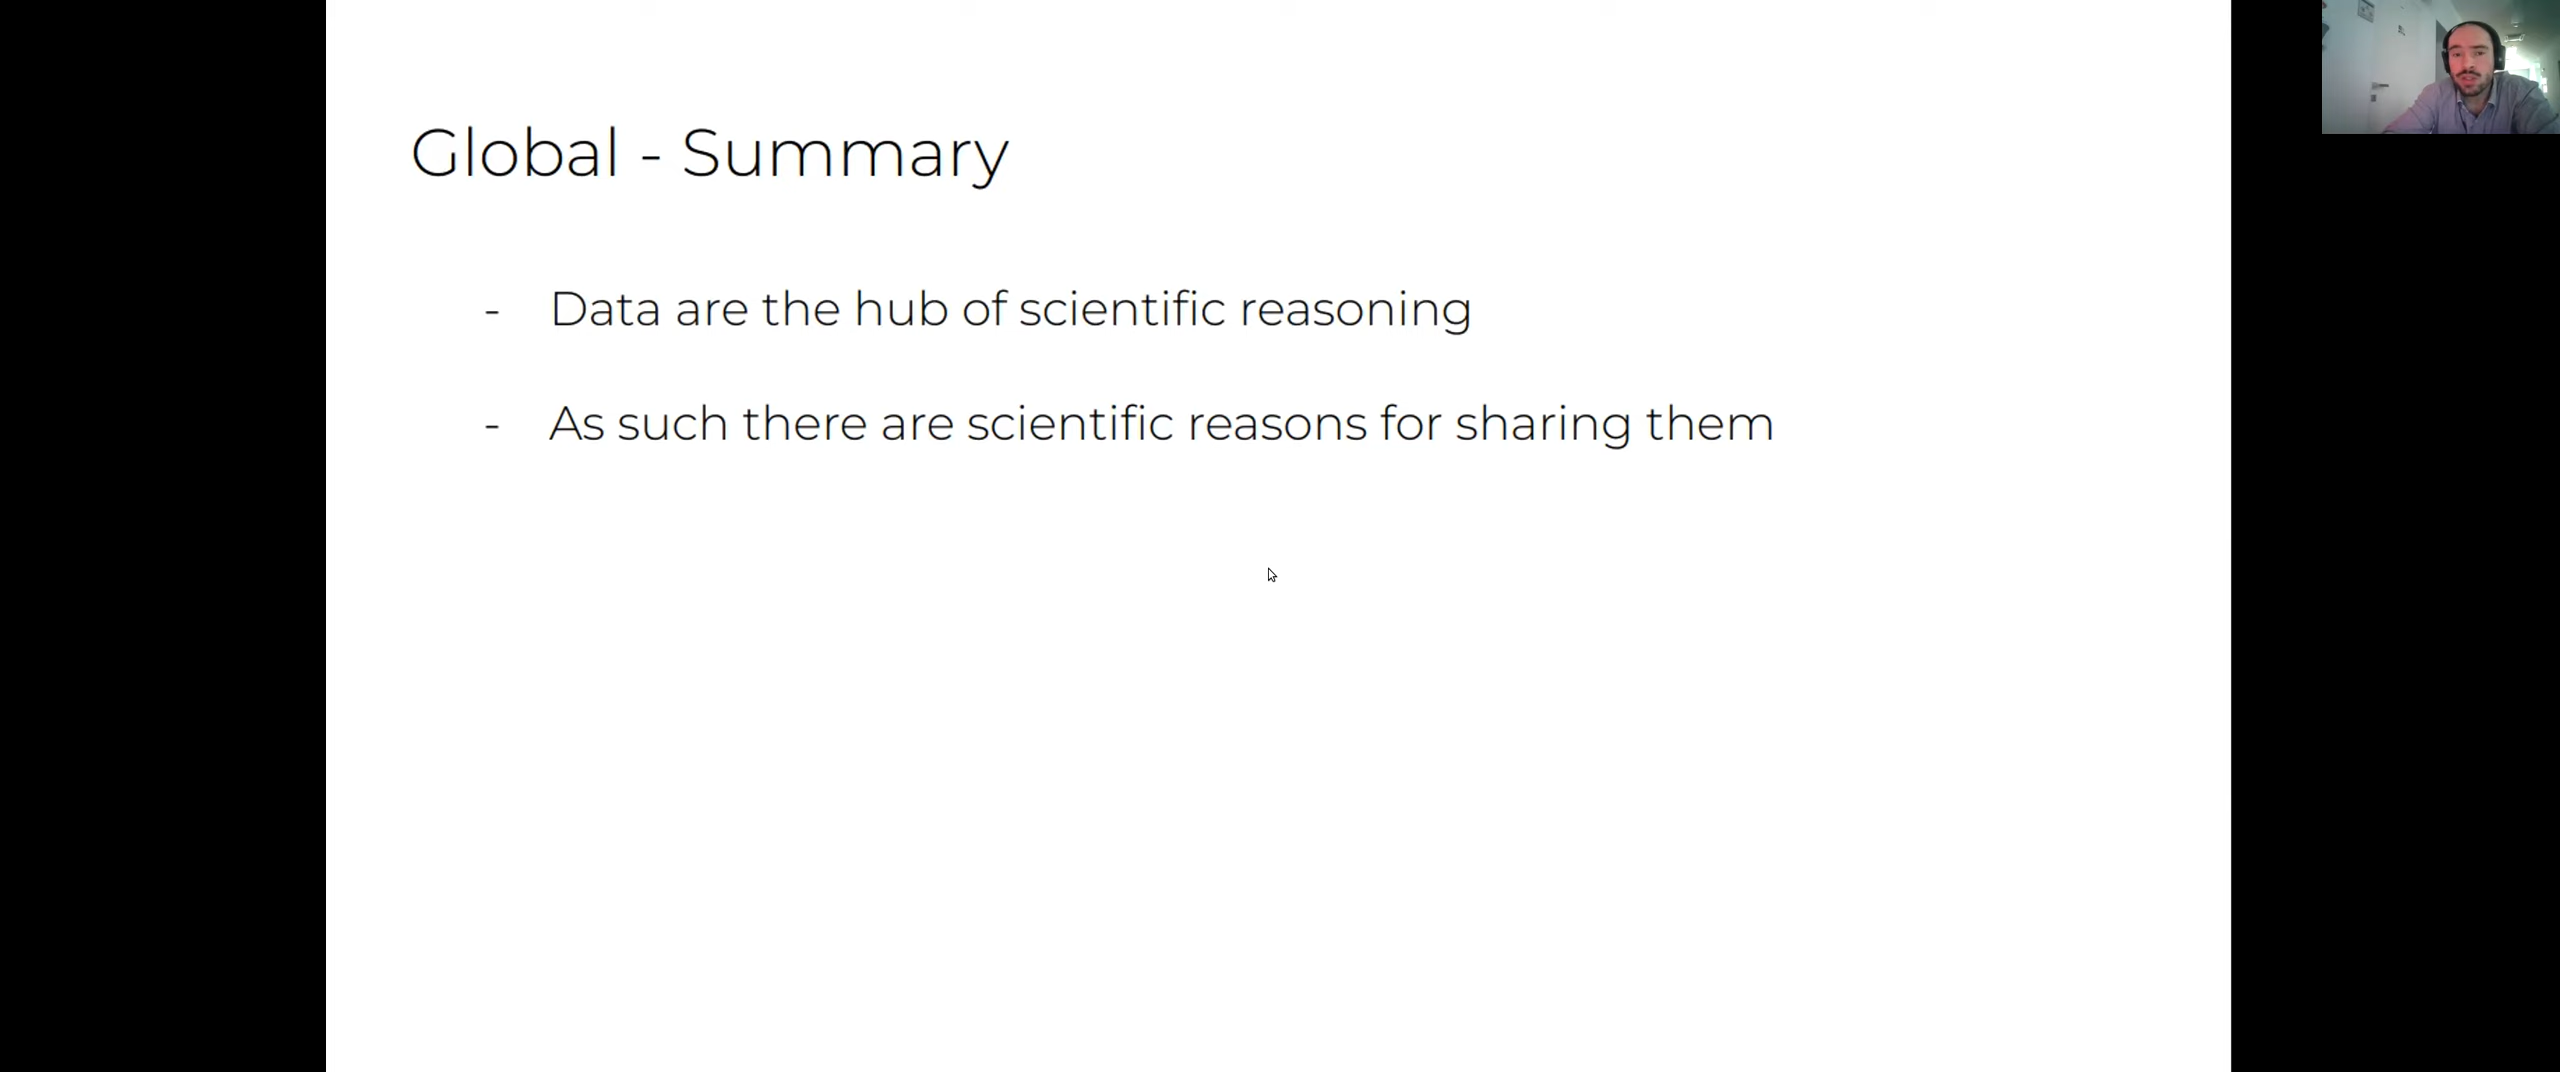 Global - Summary
- Data are the hub of scientific reasoning
- As such there are scientific reasons for sharing them